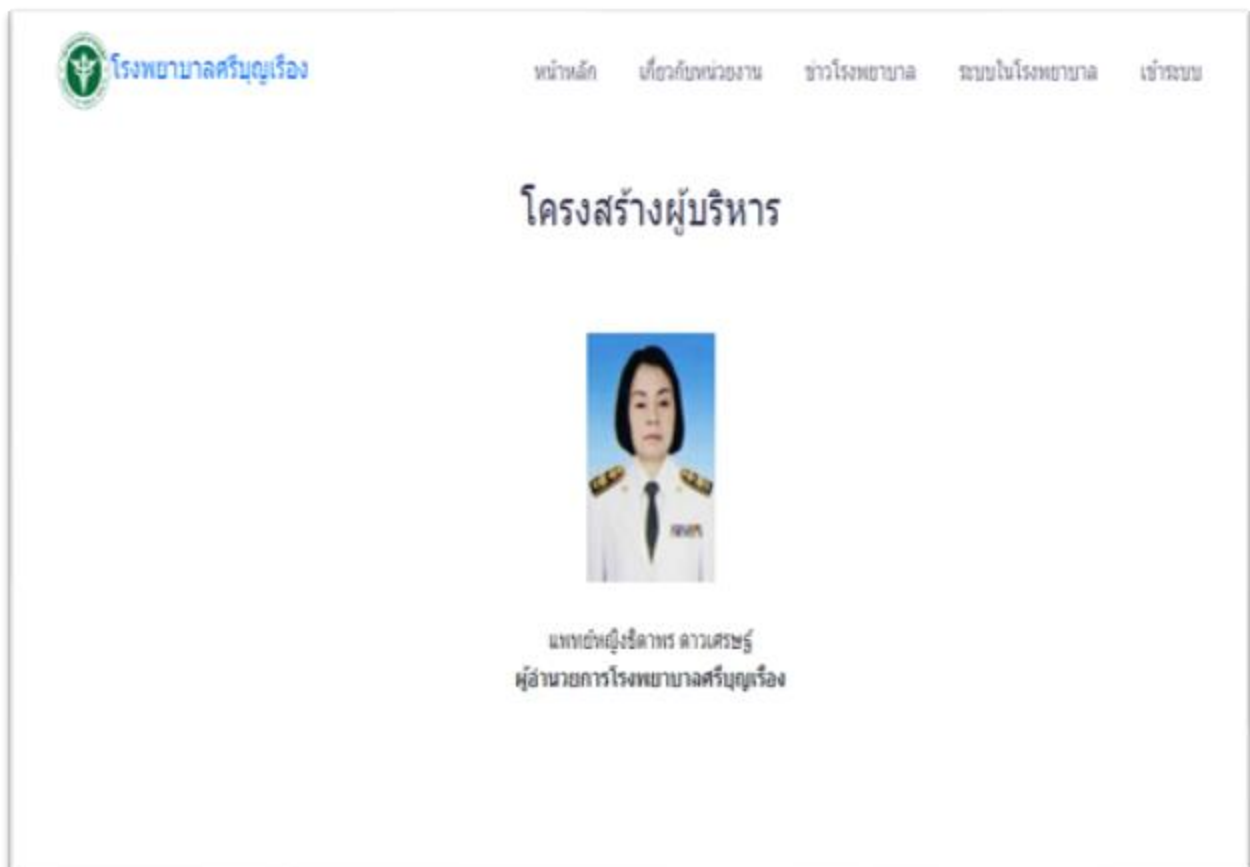 โรงพยาบาลศรีบุญเรือง
หน้าหลัก เกี่ยวกับหน่วยงาน ข่าวโรงพยาบาล ระบบในโรงพยาบาล เข้าระบบ
โครงสร้างผู้บริหาร
แพทย์หญิงธิดาพร ดาวเศรษฐ์
ผู้อำนวยการโรงพยาบาลศรีบุญเรือง